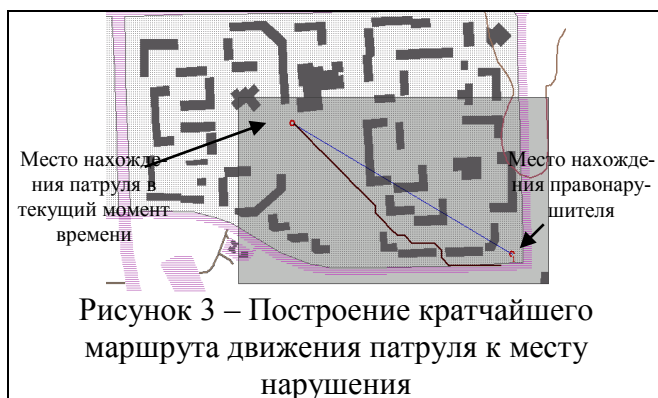 Место нахожде-
ния патруля в
текущий момент
времени
Место нахожде-
ния правонару-
шителя
Рисунок 3 – Построение кратчайшего
маршрута движения патруля к месту
нарушения